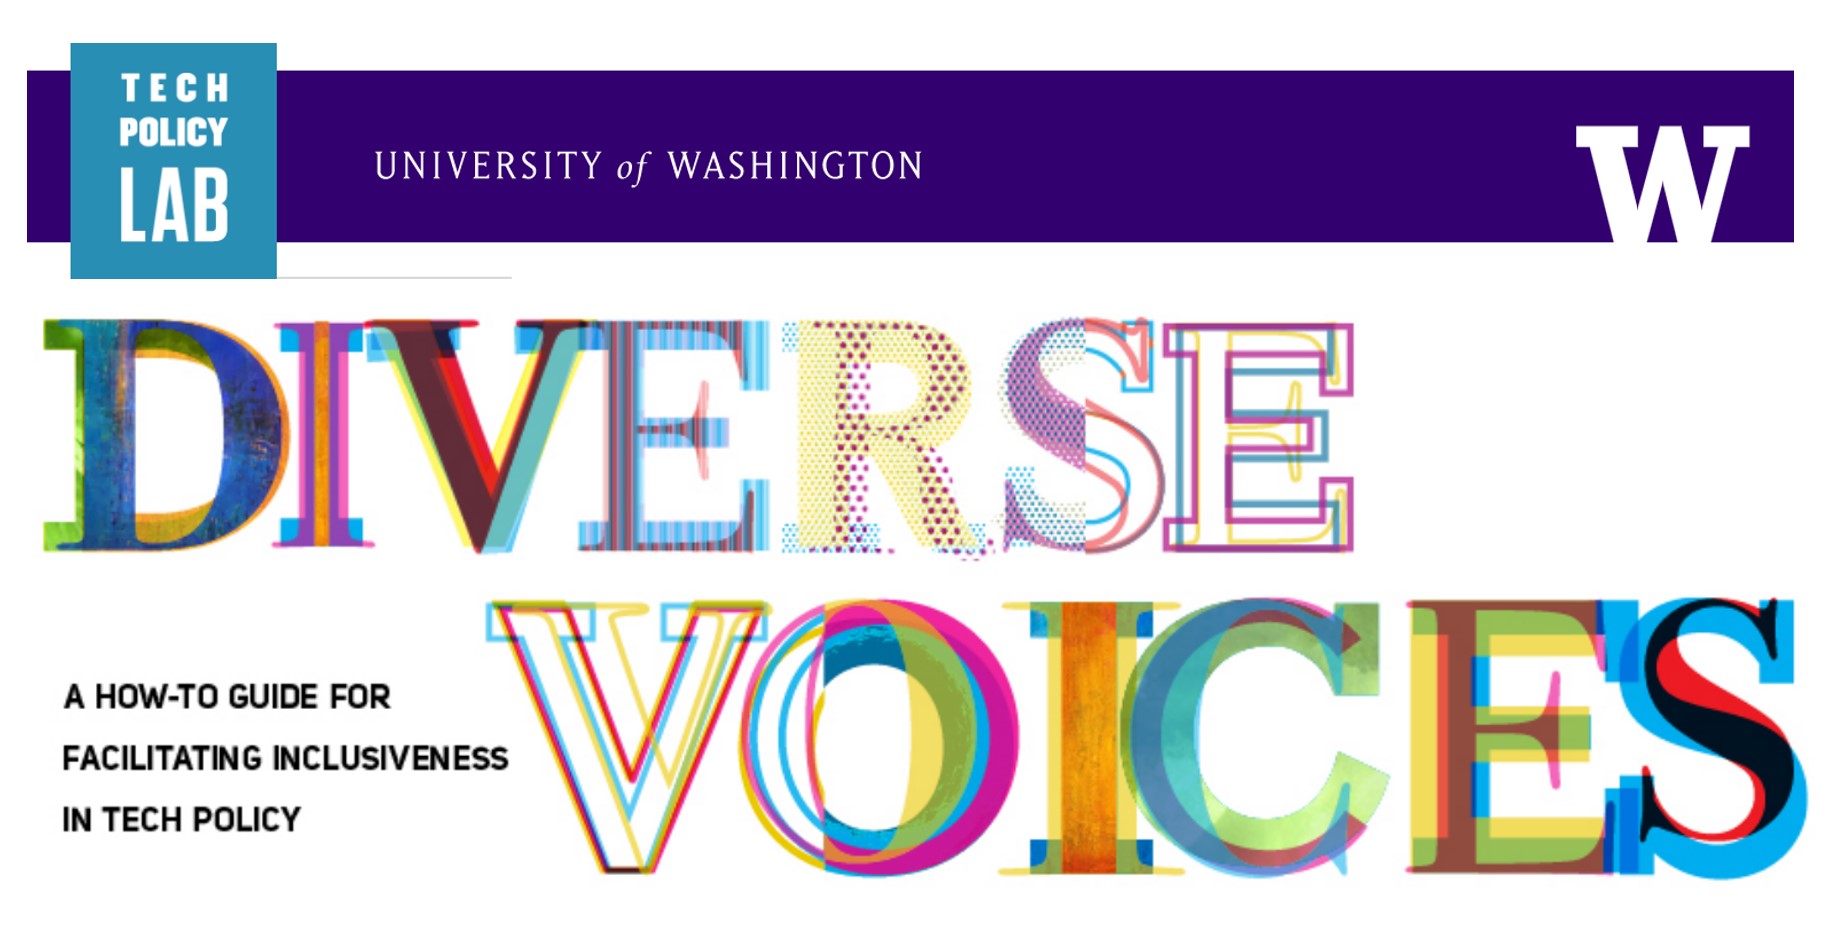 TECH
POLICY
LAB
UNIVERSITY of WASHINGTON
W
DIVERSE
VOICES
A HOW-TO GUIDE FOR
FACILITATING INCLUSIVENESS
IN TECH POLICY